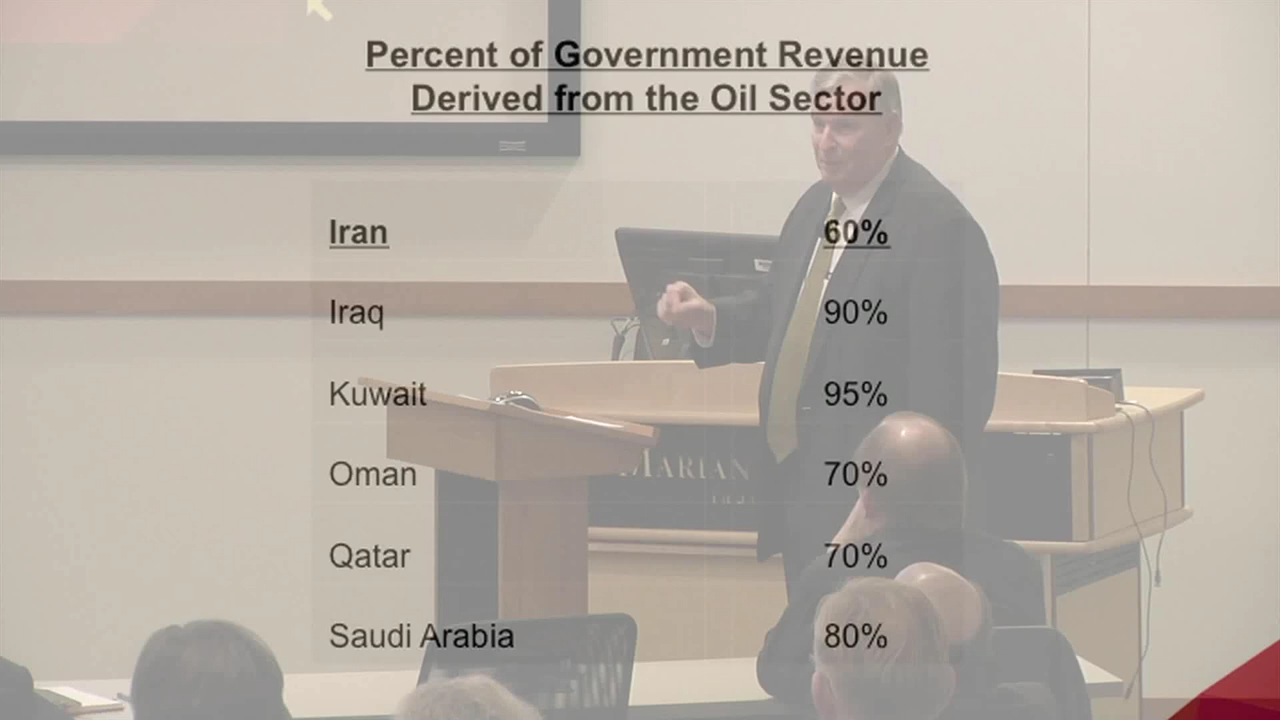 Percent of Government Revenue
Derived from the Oil Sector
Iran 60%
Iraq 90%
Kuwait 95%
Oman 70%
MARIAN
Qatar 70%
Saudi Arabia 80%